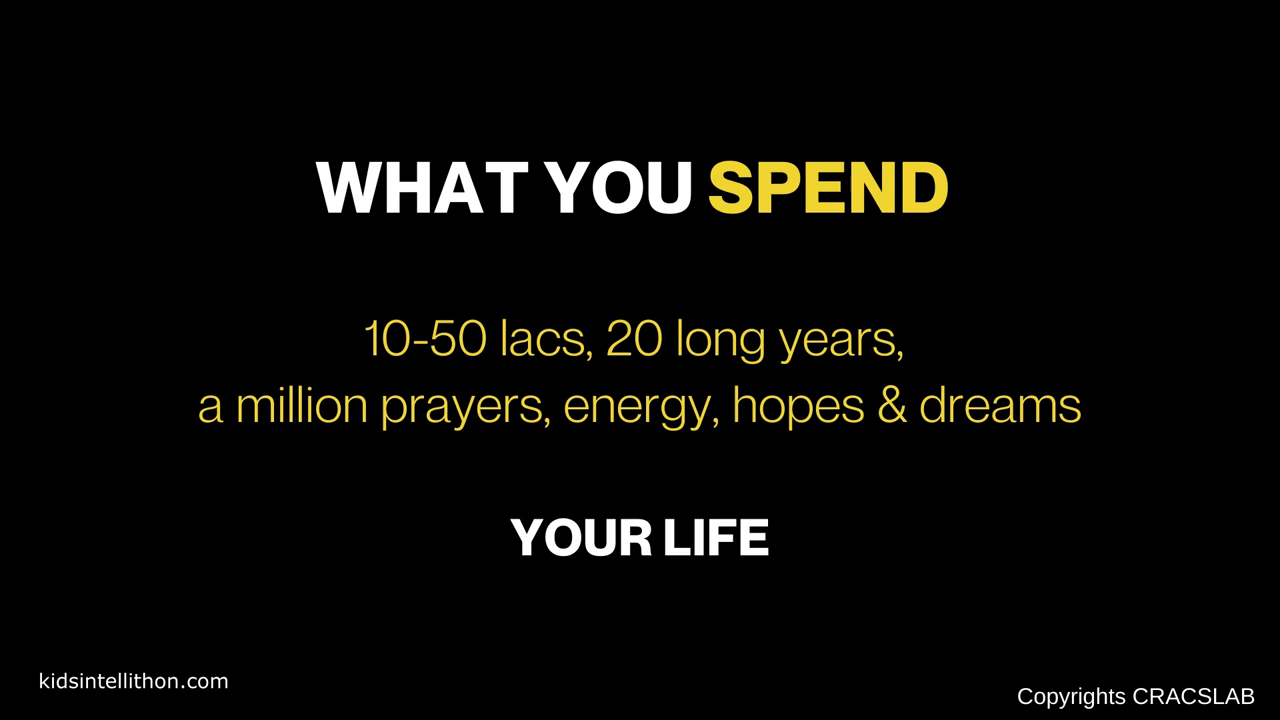 WHAT YOU SPEND
10-50 lacs, 20 long years,
a million prayers, energy, hopes & dreams
YOUR LIFE
kidsintellithon.com
Copyrights CRACSLAB